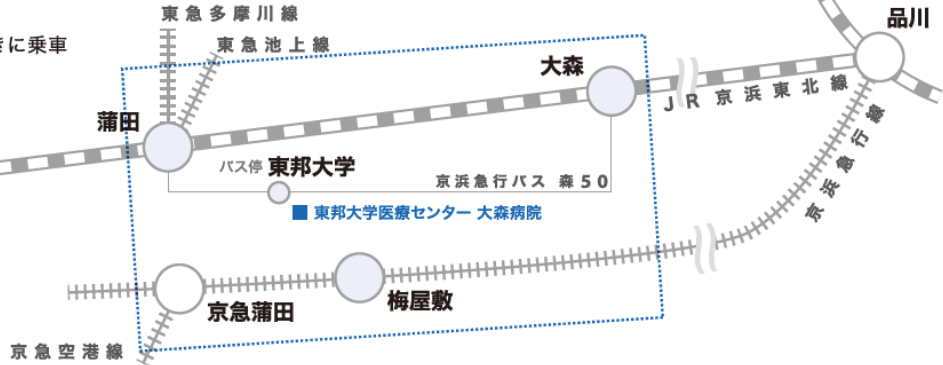 東急多摩川線
きに乗車
東急池上線
品川
大森
蒲田
JR 京浜東北線
バス停 東邦大学
京浜急行バス 森50
京浜急行線
■ 東邦大学医療センター 大森病院
梅屋敷
京急蒲田
京急空港線